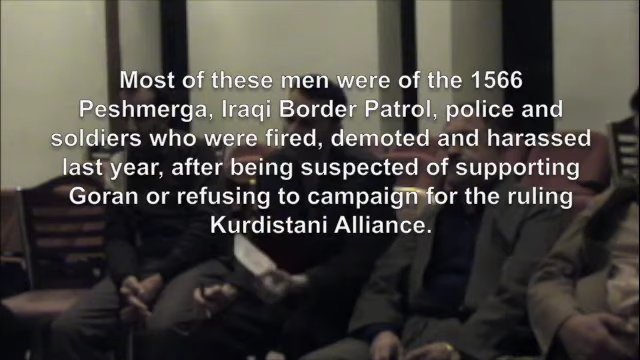 Most of these men were of the 1566
Peshmerga, Iraqi Border Patrol, police and
soldiers who were fired, demoted and harassed
last year, after being suspected of supporting
Goran or refusing to campaign for the ruling
Kurdistani Alliance.